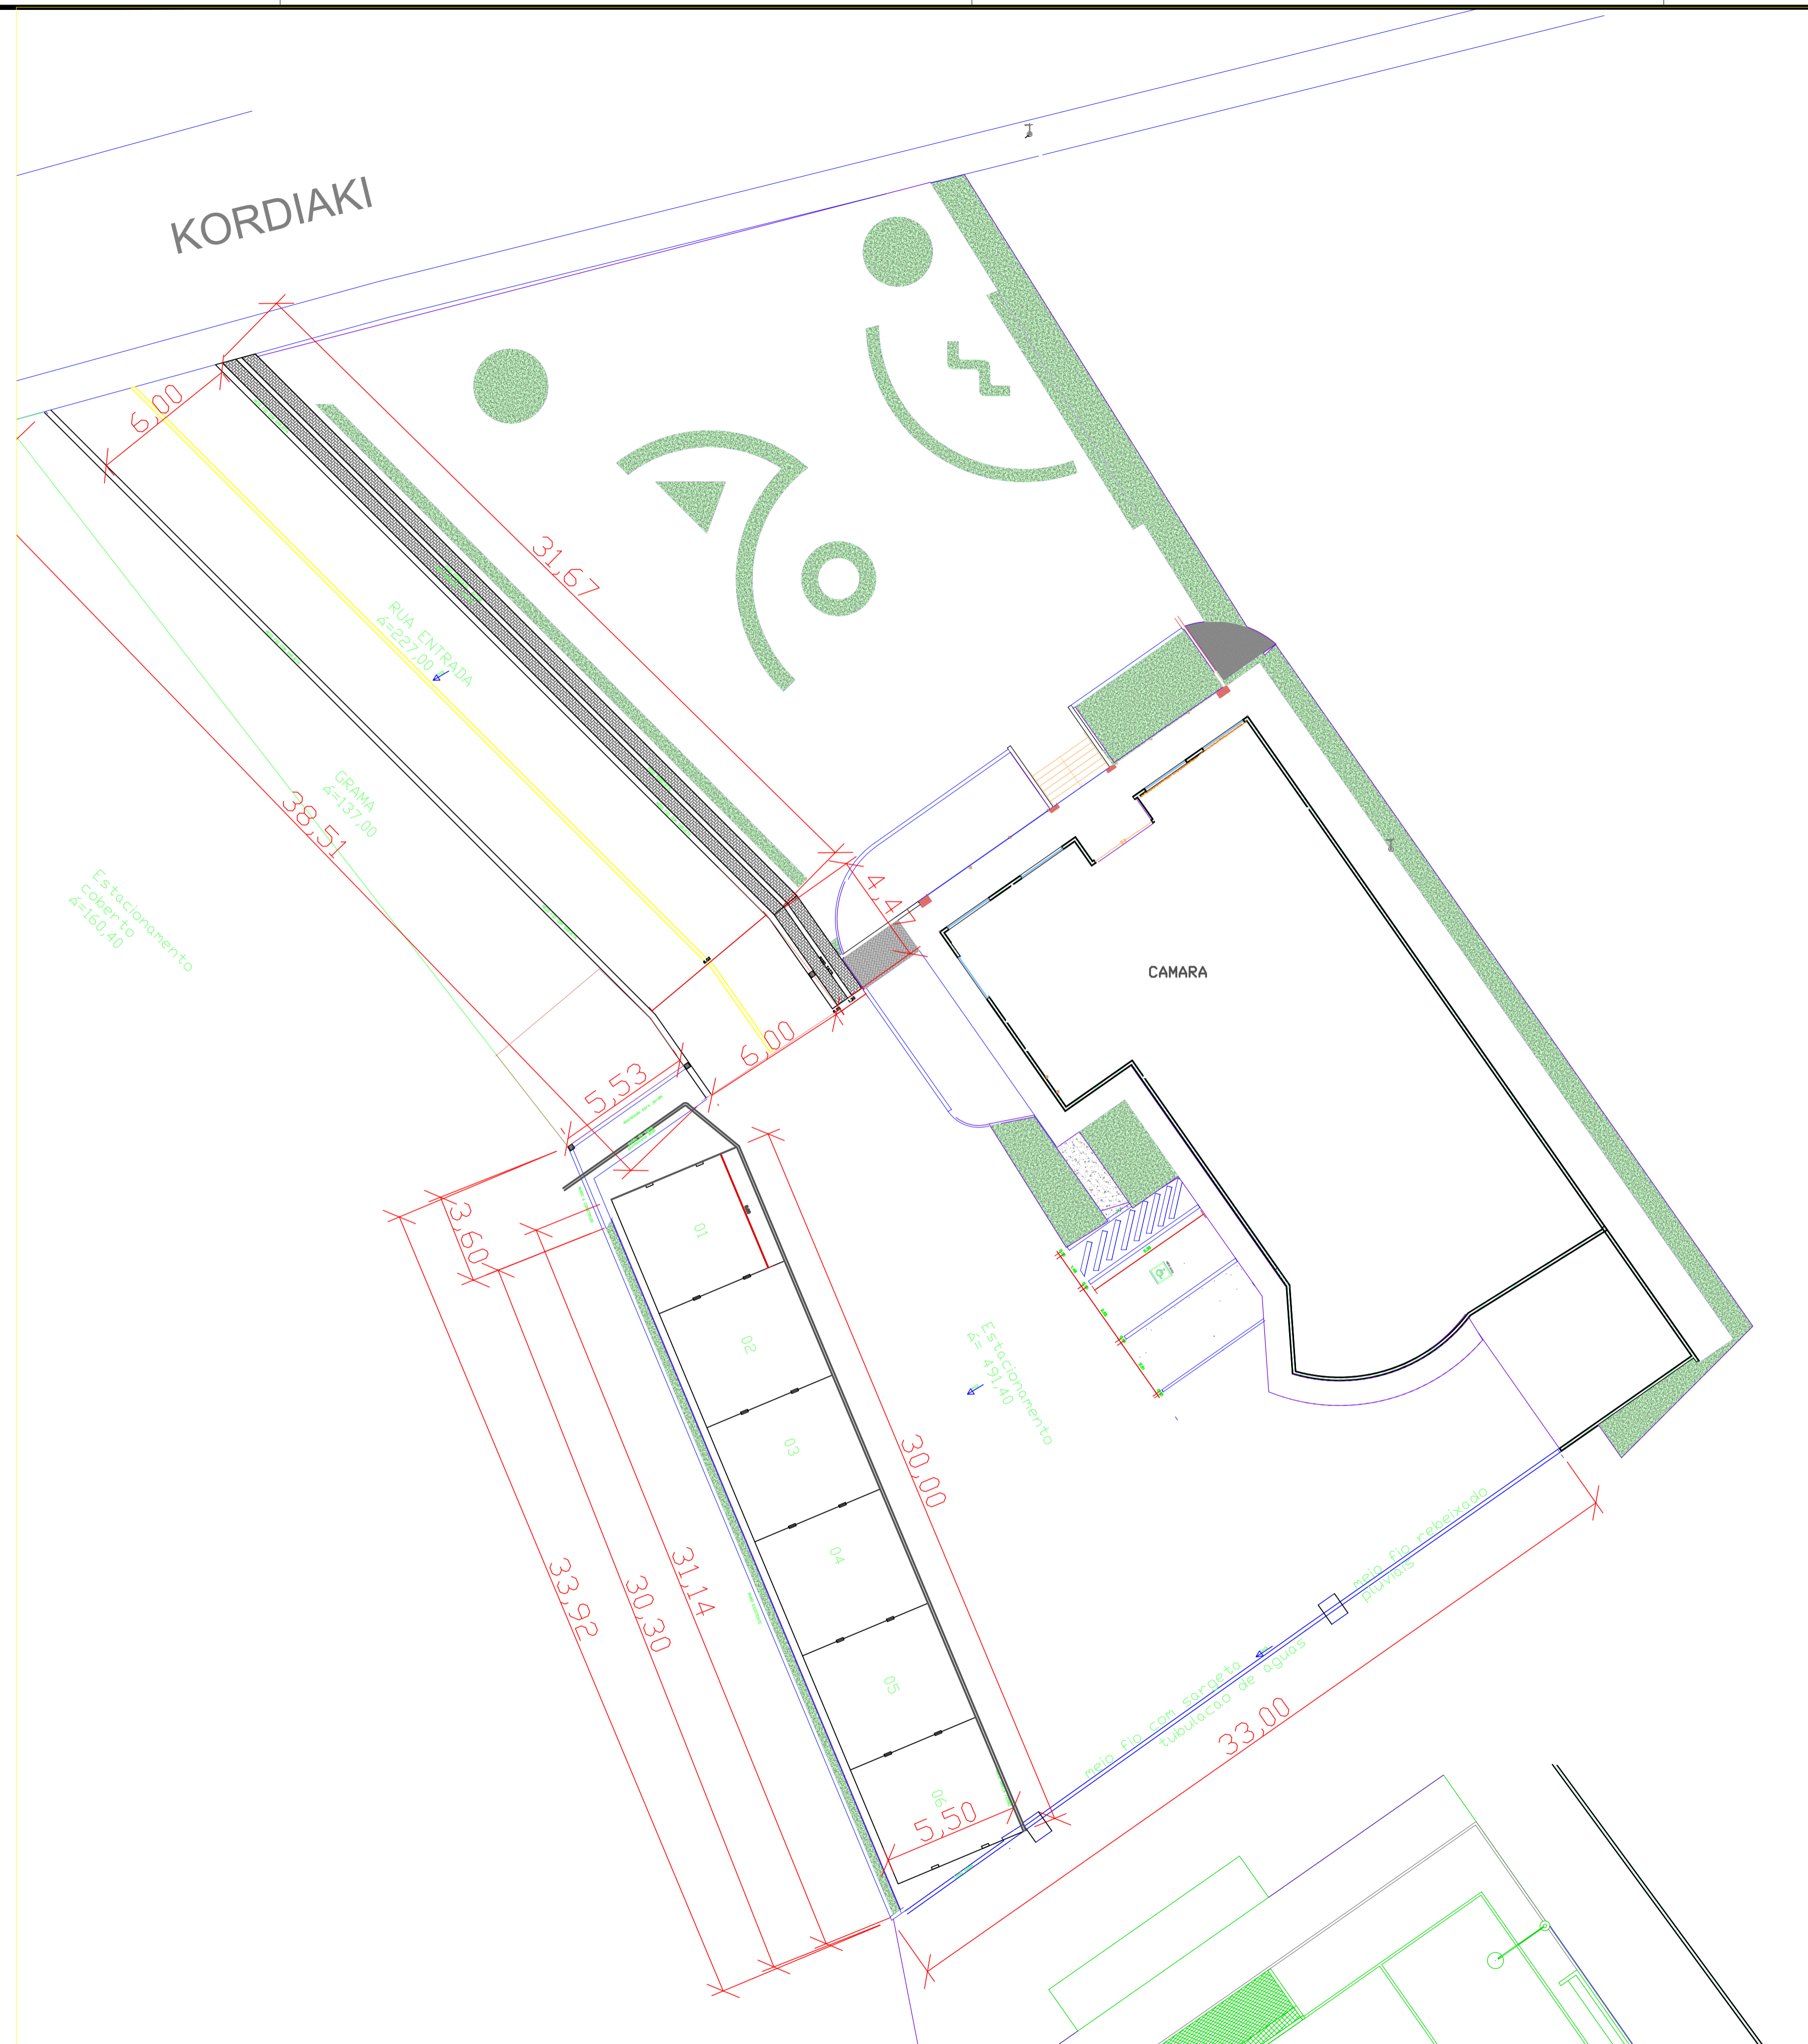 KORDIAKI
6,00
31,67
RUA ENTRADA
A=227,00
GRAMA
A=137,00
38,51
Estacionamento
coberto
A=160,40
4,47
CAMARA
6,00
5,53
3,60
01
02
03
04
05
06
Estacionamento
A= 491,40
30,00
31,14
30,30
33,92
5,50
meio fio rebeixado
pluviais
meio fio com sargeta
tubulacao de aguas
33,00